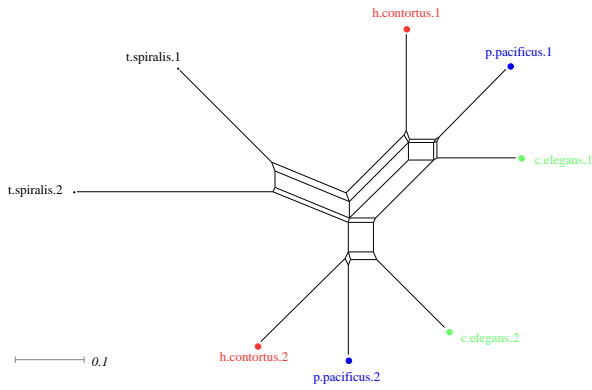 h.contortus.1
p.pacificus.1
t.spiralis.1
c.elegans.1
t.spiralis.2
c.elegans.2
h.contortus.2
0.1
p.pacificus.2